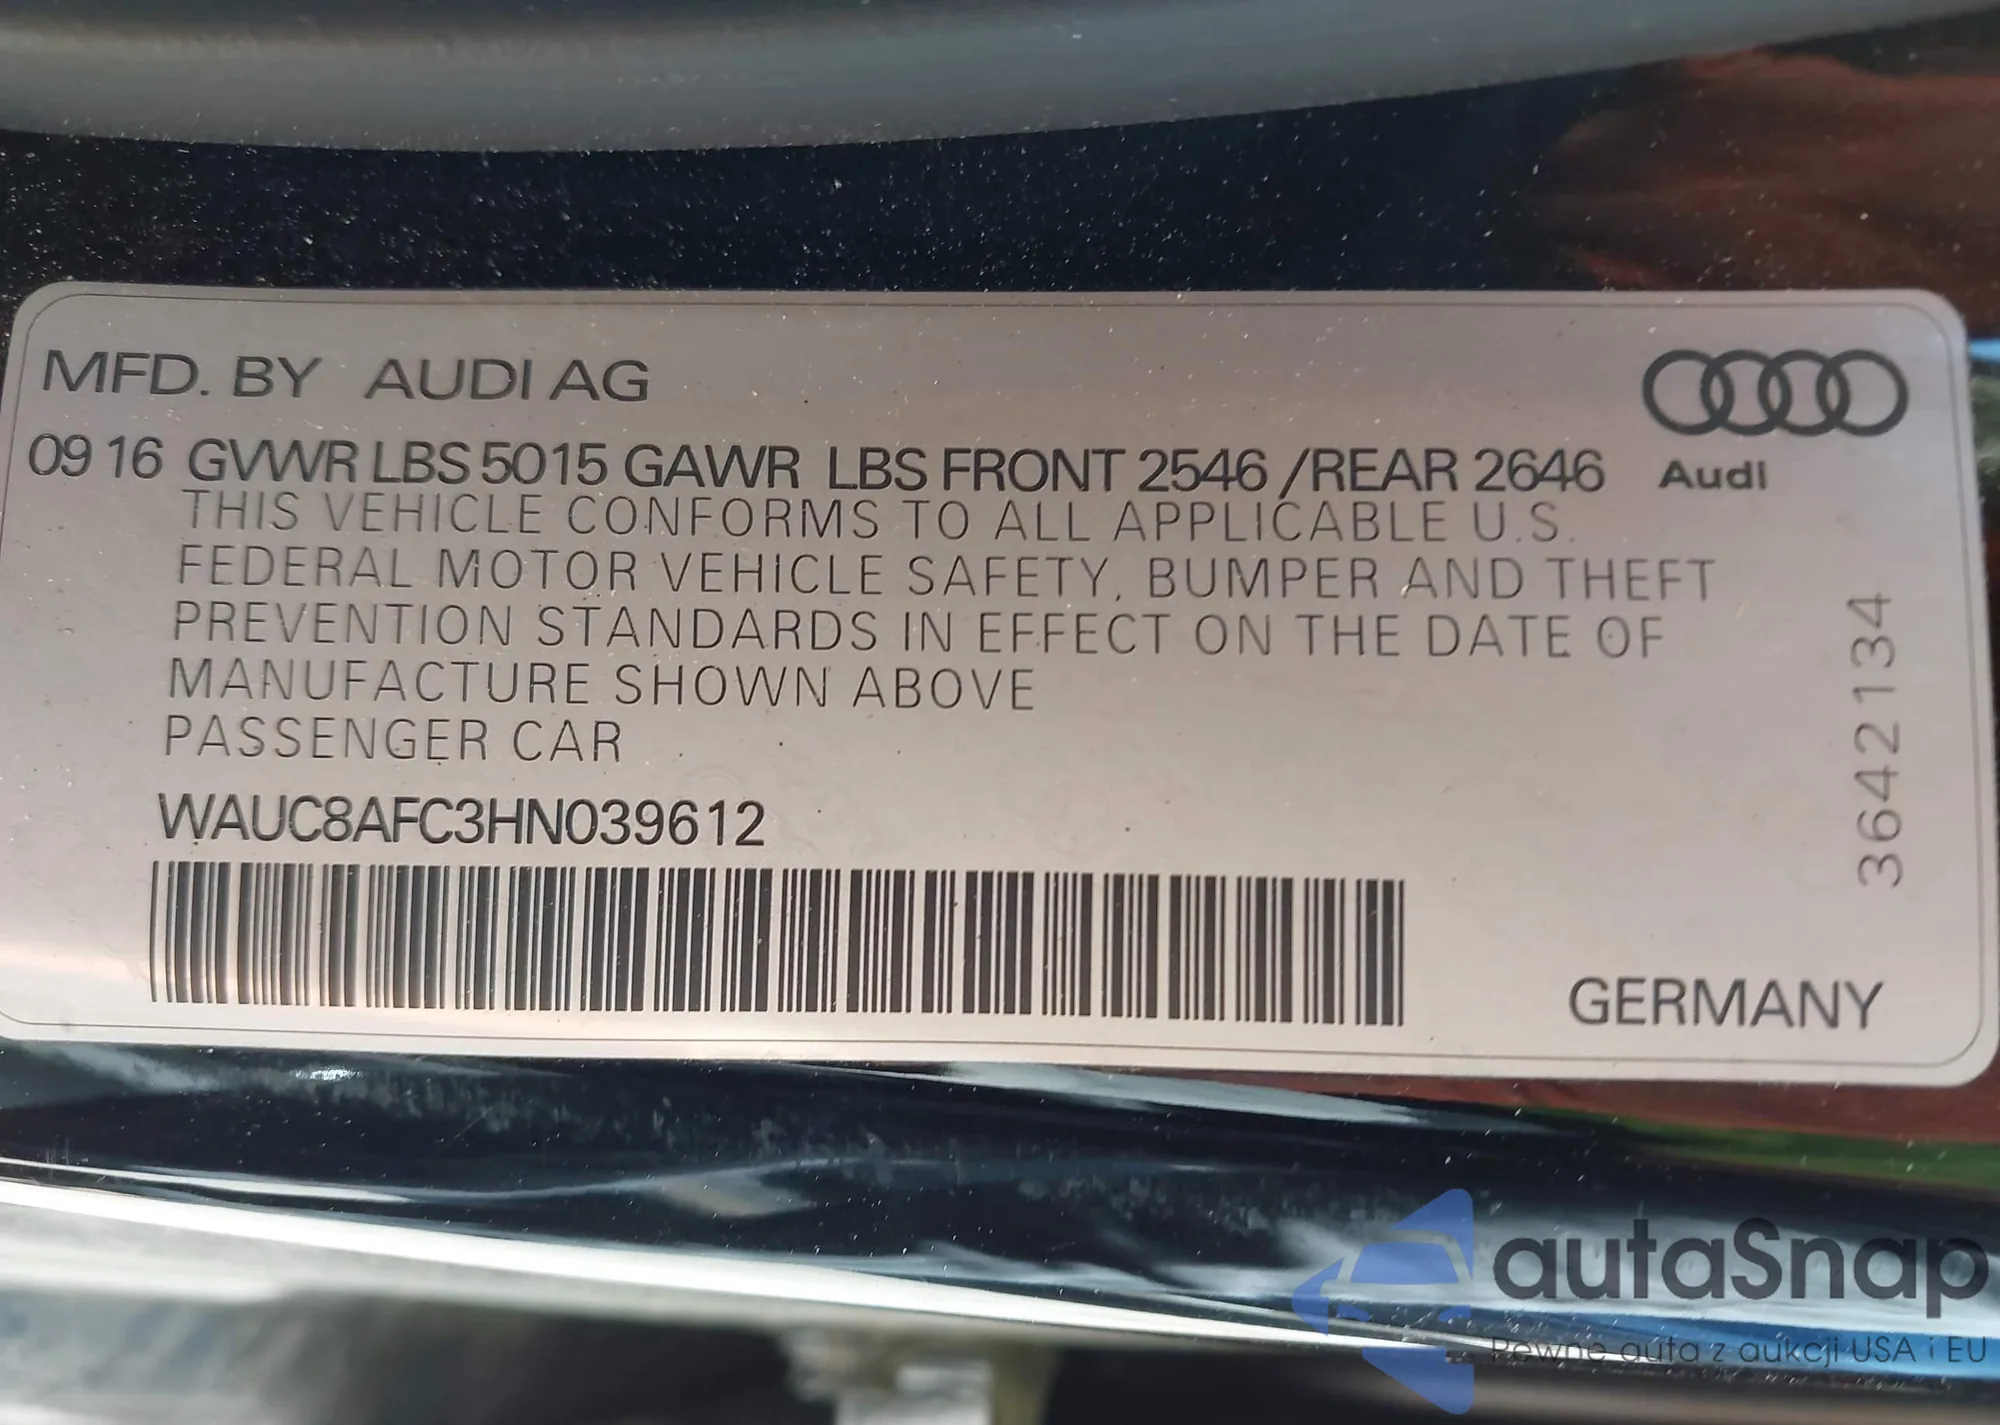 MFD. BY AUDI AG
09 16 GVWR LBS 5015 GAWR LBS FRONT 2546 /REAR 2646
Audi
THIS VEHICLE CONFORMS TO ALL APPLICABLE U.S.
FEDERAL MOTOR VEHICLE SAFETY, BUMPER AND THEFT
PREVENTION STANDARDS IN EFFECT ON THE DATE OF
MANUFACTURE SHOWN ABOVE
PASSENGER CAR
WAUC8AFC3HN039612
3642134
GERMANY
autaSnap
Pewne auta z aukcji USA i EU